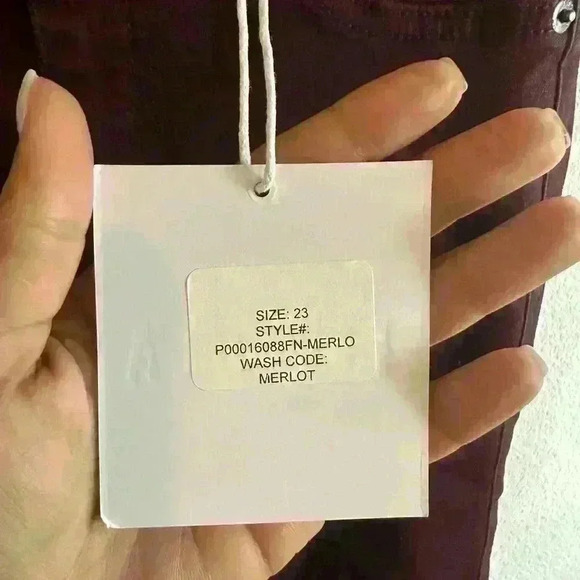 SIZE: 23
STYLE#:
P00016088FN-MERLO
WASH CODE:
MERLOT